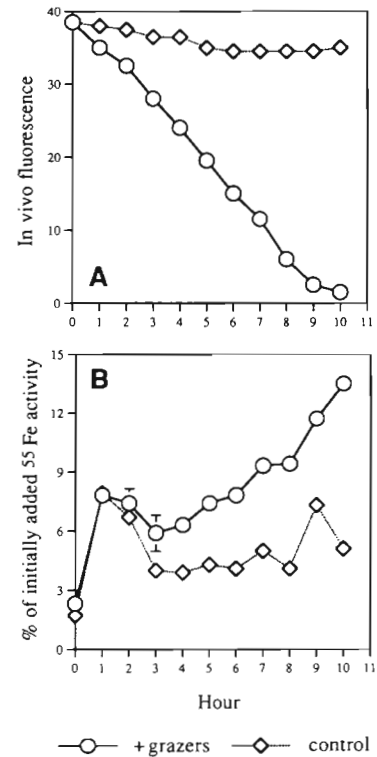 40
30
20
10
0
In vivo fluorescence
A
0 1 2 3 4 5 6 7 8 9 10 11
15
12
9
6
3
0
% of initially added 55 Fe activity
B
0 1 2 3 4 5 6 7 8 9 10 11
Hour
+ grazers control